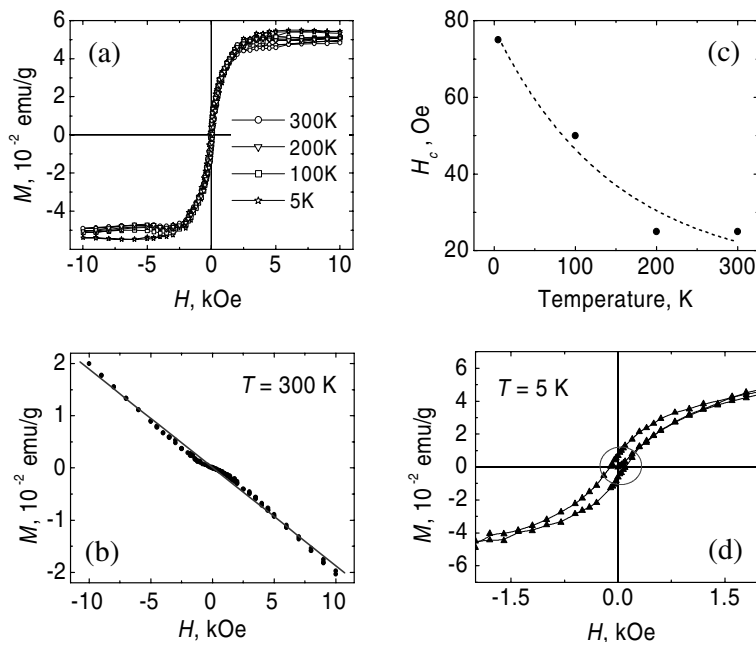 (a)
6
4
2
0
-2
-4
M, 10⁻² emu/g
300K
200K
100K
5K
-10 -5 0 5 10
H, kOe
(c)
80
60
40
20
H_c , Oe
0 100 200 300
Temperature, K
T = 300 K
2
1
0
-1
-2
M, 10⁻² emu/g
(b)
-10 -5 0 5 10
H, kOe
T = 5 K
6
4
2
0
-2
-4
-6
M, 10⁻² emu/g
(d)
-1.5 0.0 1.5
H, kOe